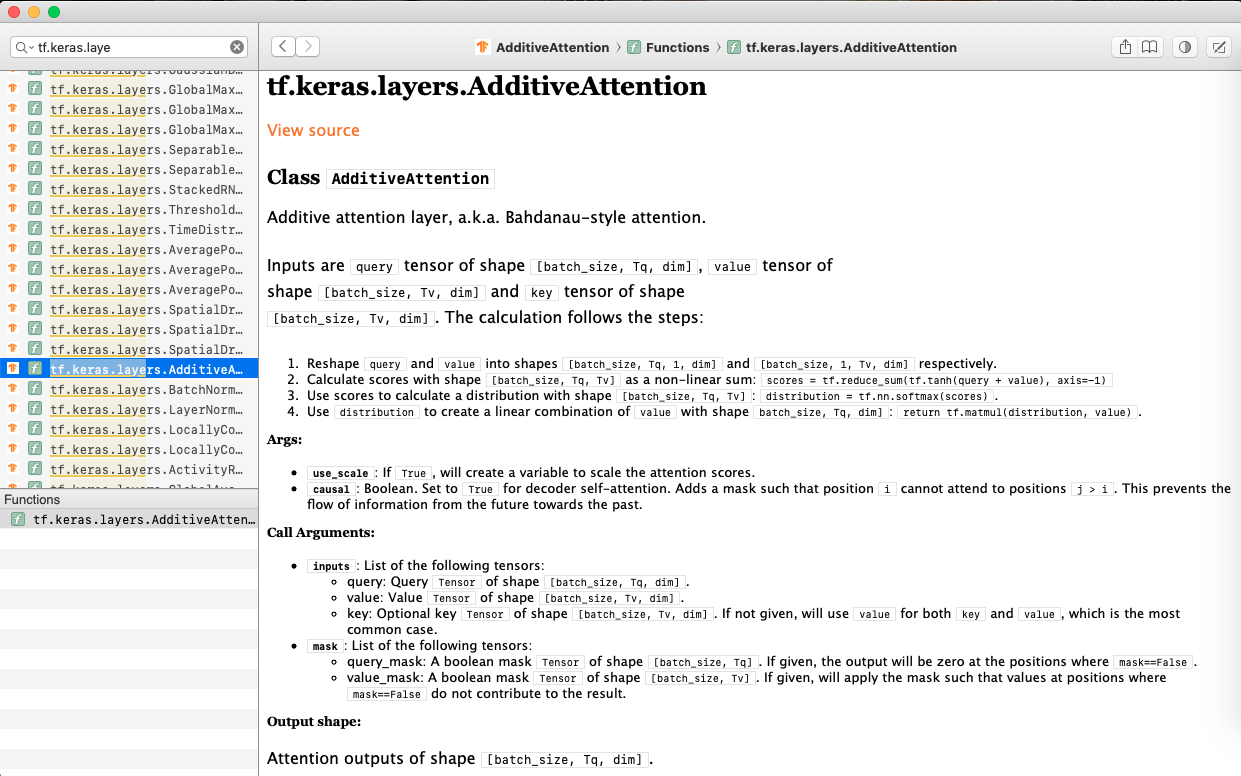 tf.keras.laye
AdditiveAttention › Functions › tf.keras.layers.AdditiveAttention
tf.keras.layers.GlobalMax…
tf.keras.layers.GlobalMax…
tf.keras.layers.GlobalMax…
tf.keras.layers.Separable…
tf.keras.layers.Separable…
tf.keras.layers.StackedRN…
tf.keras.layers.Threshold…
tf.keras.layers.TimeDistr…
tf.keras.layers.AveragePo…
tf.keras.layers.AveragePo…
tf.keras.layers.AveragePo…
tf.keras.layers.SpatialDr…
tf.keras.layers.SpatialDr…
tf.keras.layers.SpatialDr…
tf.keras.layers.AdditiveA…
tf.keras.layers.BatchNorm…
tf.keras.layers.LayerNorm…
tf.keras.layers.LocallyCo…
tf.keras.layers.LocallyCo…
tf.keras.layers.ActivityR…
Functions
tf.keras.layers.AdditiveAtten…
tf.keras.layers.AdditiveAttention
View source
Class AdditiveAttention
Additive attention layer, a.k.a. Bahdanau-style attention.
Inputs are query tensor of shape [batch_size, Tq, dim], value tensor of
shape [batch_size, Tv, dim] and key tensor of shape
[batch_size, Tv, dim]. The calculation follows the steps:
1. Reshape query and value into shapes [batch_size, Tq, 1, dim] and [batch_size, 1, Tv, dim] respectively.
2. Calculate scores with shape [batch_size, Tq, Tv] as a non-linear sum: scores = tf.reduce_sum(tf.tanh(query + value), axis=-1)
3. Use scores to calculate a distribution with shape [batch_size, Tq, Tv]: distribution = tf.nn.softmax(scores).
4. Use distribution to create a linear combination of value with shape batch_size, Tq, dim]: return tf.matmul(distribution, value).
Args:
• use_scale: If True, will create a variable to scale the attention scores.
• causal: Boolean. Set to True for decoder self-attention. Adds a mask such that position i cannot attend to positions j > i. This prevents the
flow of information from the future towards the past.
Call Arguments:
• inputs: List of the following tensors:
◦ query: Query Tensor of shape [batch_size, Tq, dim].
◦ value: Value Tensor of shape [batch_size, Tv, dim].
◦ key: Optional key Tensor of shape [batch_size, Tv, dim]. If not given, will use value for both key and value, which is the most
common case.
• mask: List of the following tensors:
◦ query_mask: A boolean mask Tensor of shape [batch_size, Tq]. If given, the output will be zero at the positions where mask==False.
◦ value_mask: A boolean mask Tensor of shape [batch_size, Tv]. If given, will apply the mask such that values at positions where
mask==False do not contribute to the result.
Output shape:
Attention outputs of shape [batch_size, Tq, dim].